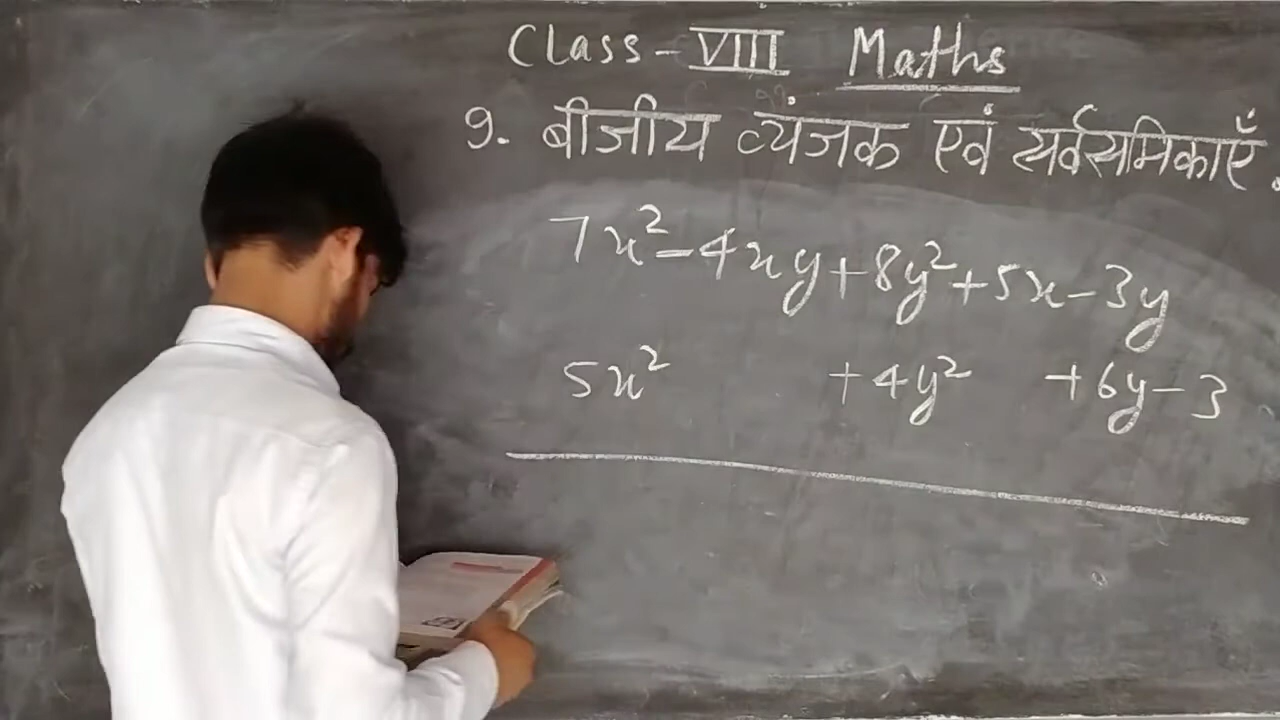 Class - VIII Maths
9. बीजीय व्यंजक एवं सर्वसमिकाएँ.
7x² - 4xy + 8y² + 5x - 3y
5x² + 4y² + 6y - 3